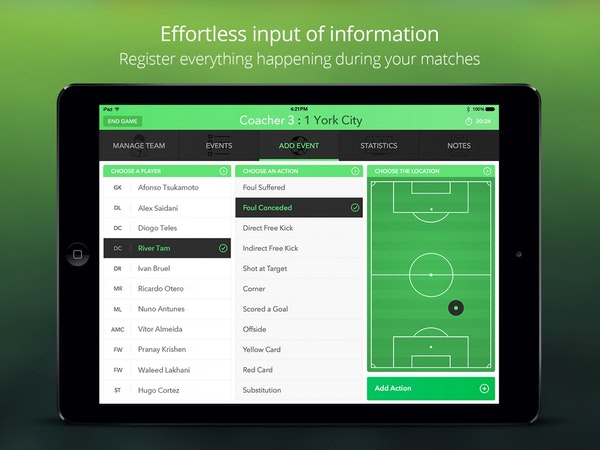 Effortless input of information
Register everything happening during your matches
iPad
4:21PM
100%
END GAME
Coacher 3 : 1 York City
20:26
MANAGE TEAM
EVENTS
ADD EVENT
STATISTICS
NOTES
CHOOSE A PLAYER
GK Afonso Tsukamoto
DL Alex Saidani
DC Diogo Teles
DC River Tam
DR Ivan Bruel
MR Ricardo Otero
ML Nuno Antunes
AMC Vítor Almeida
FW Pranay Krishen
FW Waleed Lakhani
ST Hugo Cortez
CHOOSE AN ACTION
Foul Suffered
Foul Conceded
Direct Free Kick
Indirect Free Kick
Shot at Target
Corner
Scored a Goal
Offside
Yellow Card
Red Card
Substitution
CHOOSE THE LOCATION
Add Action